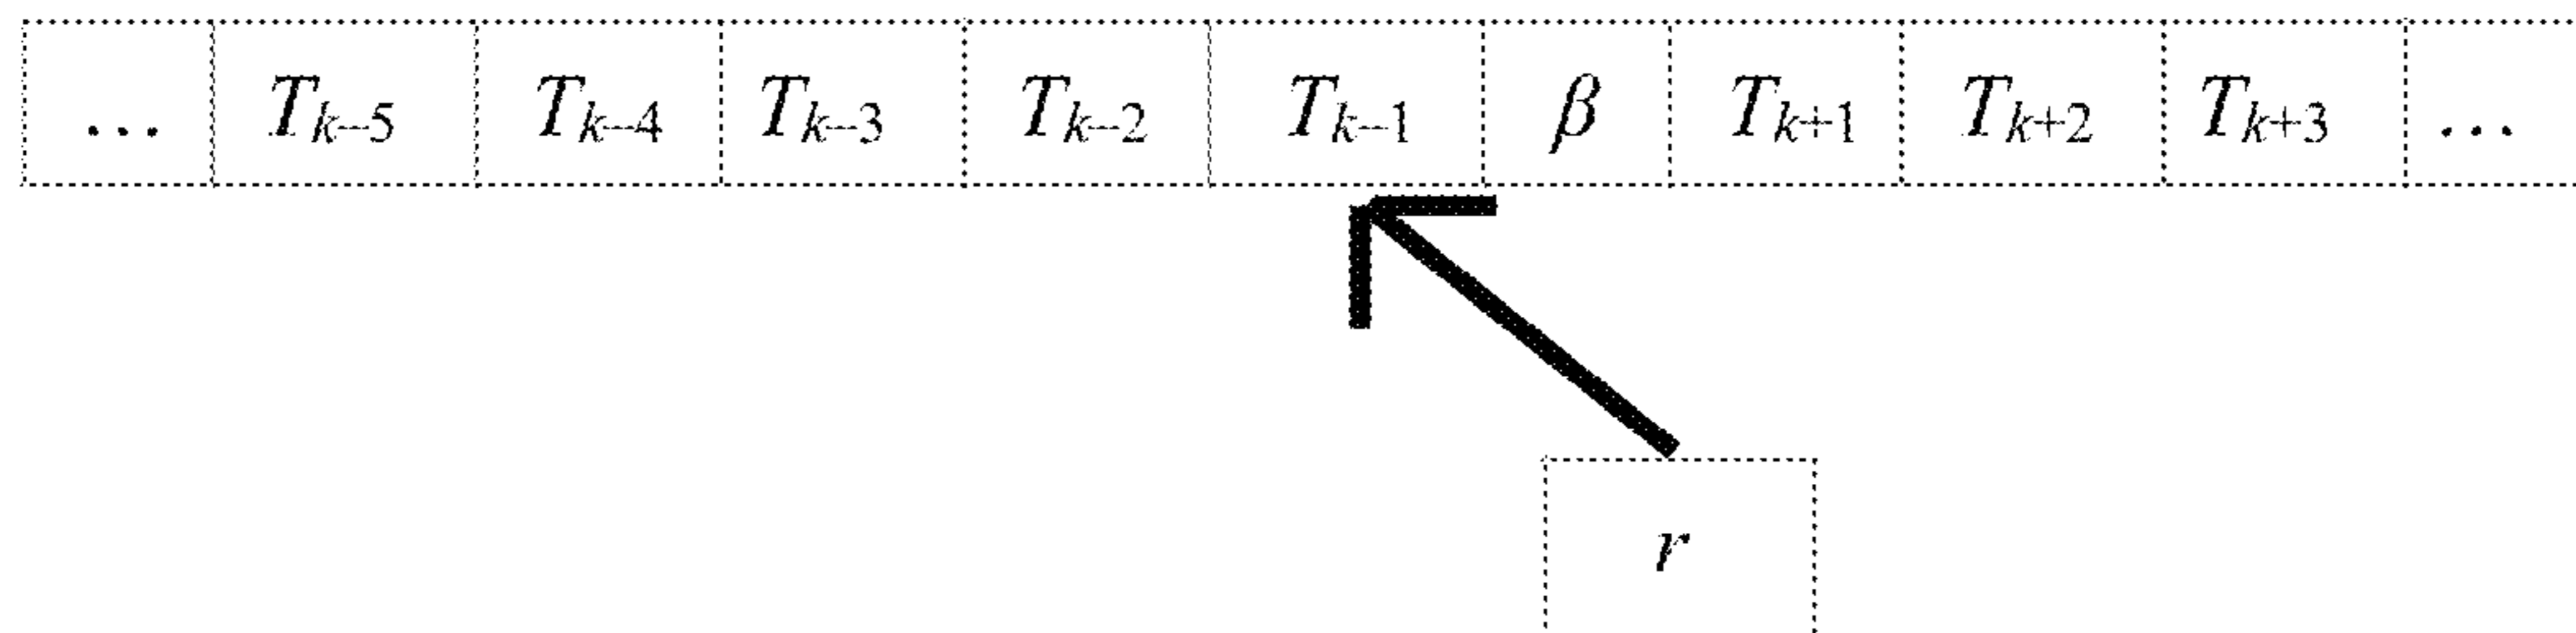 ... T_{k-5} T_{k-4} T_{k-3} T_{k-2} T_{k-1} β T_{k+1} T_{k+2} T_{k+3} ...
r